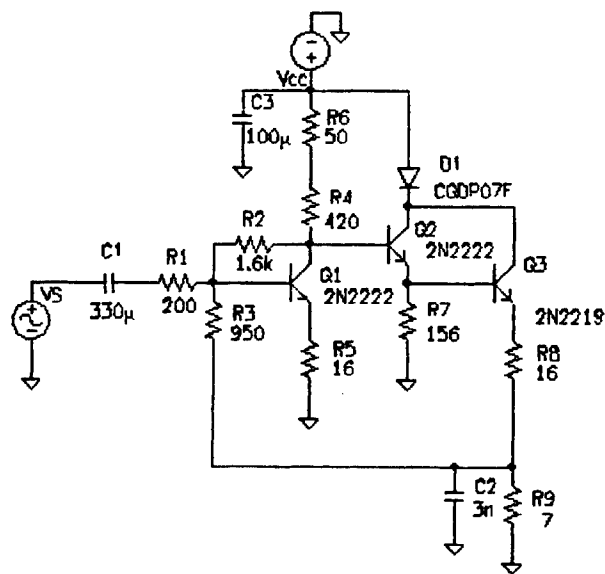 Vcc
C3
100µ
R6
50
D1
CQDP07F
R4
420
R2
1.6k
Q2
2N2222
Q3
C1
330µ
R1
200
Q1
2N2222
VS
R3
950
R7
156
2N2219
R5
16
R8
16
C2
3n
R9
7